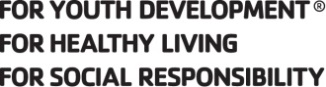 FOR YOUTH DEVELOPMENT®
FOR HEALTHY LIVING
FOR SOCIAL RESPONSIBILITY